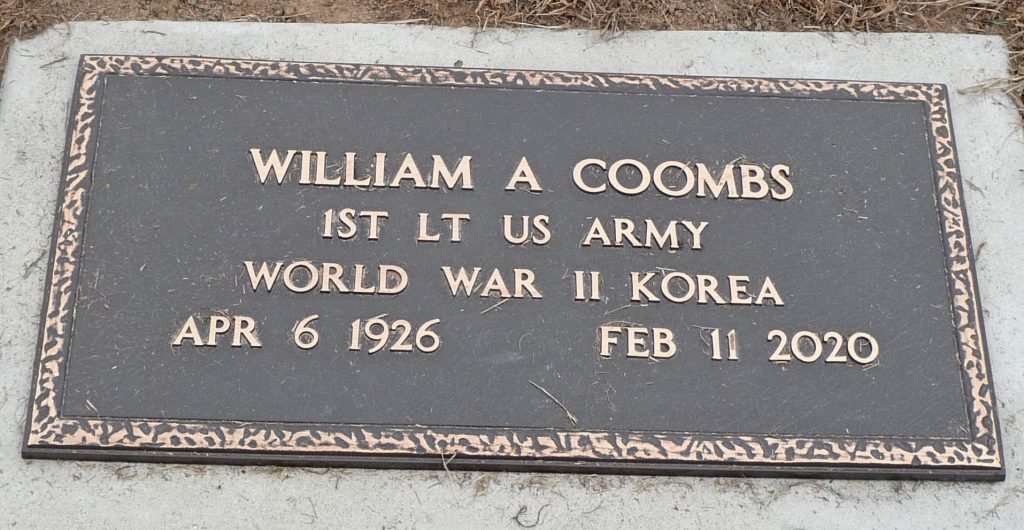 WILLIAM A COOMBS
1ST LT US ARMY
WORLD WAR II KOREA
APR 6 1926 FEB 11 2020